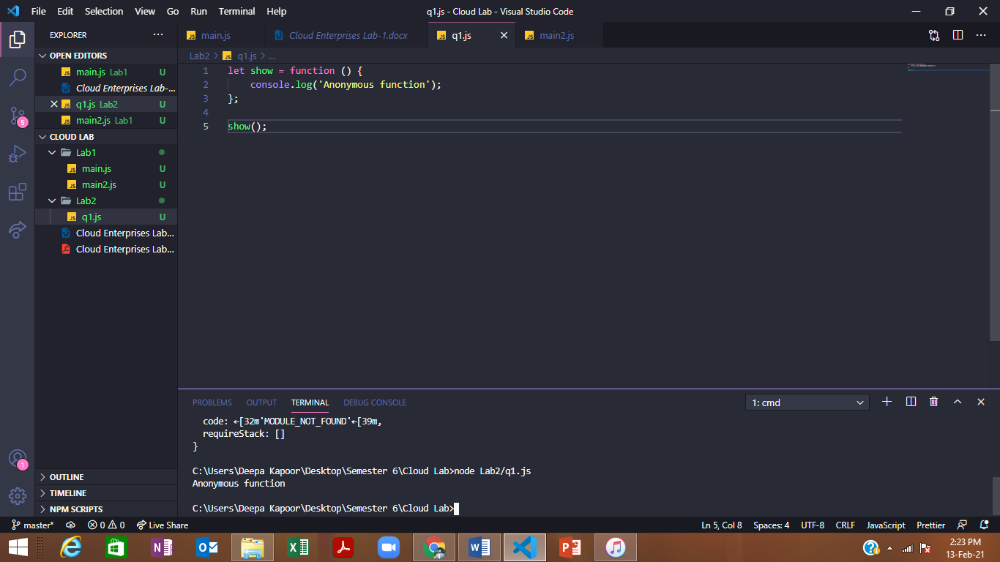 File Edit Selection View Go Run Terminal Help
q1.js - Cloud Lab - Visual Studio Code
EXPLORER
OPEN EDITORS
main.js Lab1 U
Cloud Enterprises Lab-...
q1.js Lab2 U
main2.js Lab1 U
CLOUD LAB
Lab1
main.js U
main2.js U
Lab2
q1.js U
Cloud Enterprises Lab...
Cloud Enterprises Lab...
OUTLINE
TIMELINE
NPM SCRIPTS
5
1
main.js Cloud Enterprises Lab-1.docx q1.js main2.js
Lab2 > q1.js > ...
1 let show = function () {
2 console.log('Anonymous function');
3 };
4
5 show();
PROBLEMS OUTPUT TERMINAL DEBUG CONSOLE 1: cmd
code: ←[32m'MODULE_NOT_FOUND'←[39m,
requireStack: []
}
C:\Users\Deepa Kapoor\Desktop\Semester 6\Cloud Lab>node Lab2/q1.js
Anonymous function
C:\Users\Deepa Kapoor\Desktop\Semester 6\Cloud Lab>
master* 0 0 Live Share Ln 5, Col 8 Spaces: 4 UTF-8 CRLF JavaScript Prettier
2:23 PM
13-Feb-21